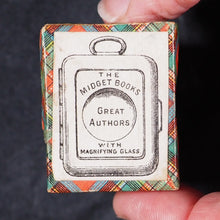 THE
MIDGET BOOKS
GREAT
AUTHORS
WITH
MAGNIFYING GLASS